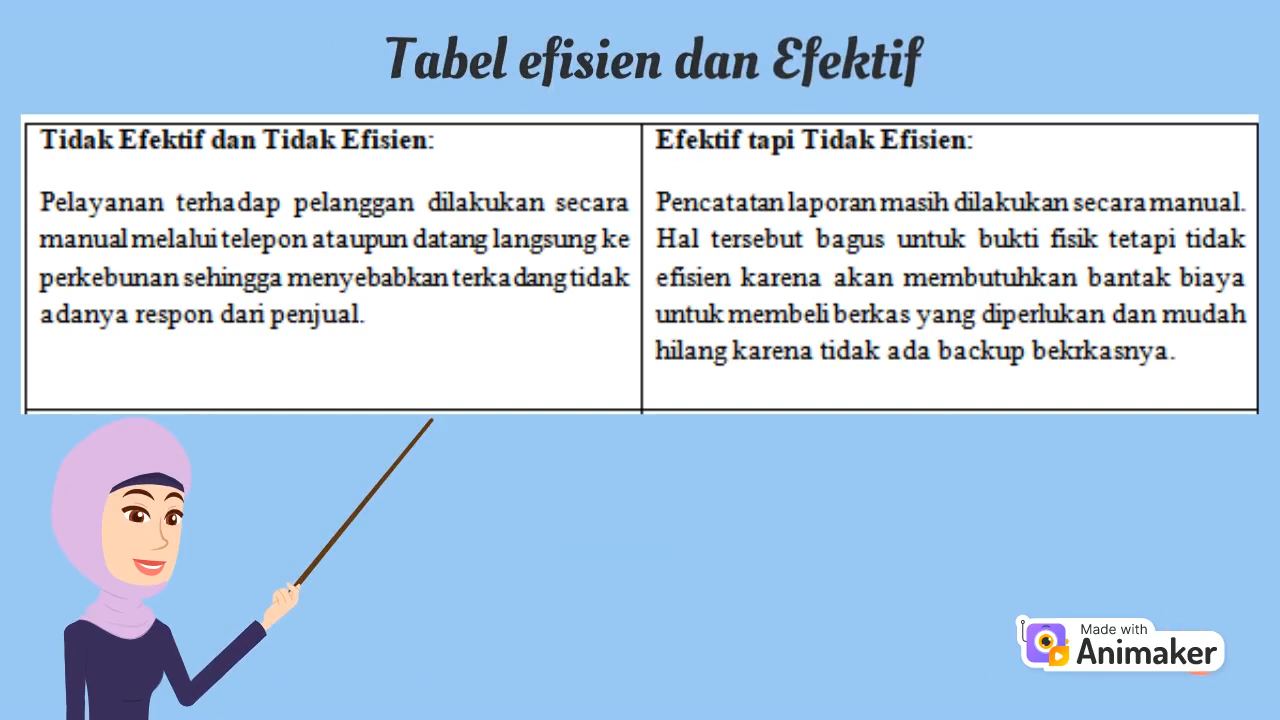 Tabel efisien dan Efektif
Tidak Efektif dan Tidak Efisien:
Pelayanan terhadap pelanggan dilakukan secara
manual melalui telepon ataupun datang langsung ke
perkebunan sehingga menyebabkan terkadang tidak
adanya respon dari penjual.
Efektif tapi Tidak Efisien:
Pencatatan laporan masih dilakukan secara manual.
Hal tersebut bagus untuk bukti fisik tetapi tidak
efisien karena akan membutuhkan bantak biaya
untuk membeli berkas yang diperlukan dan mudah
hilang karena tidak ada backup bekrkasnya.
Made with
Animaker